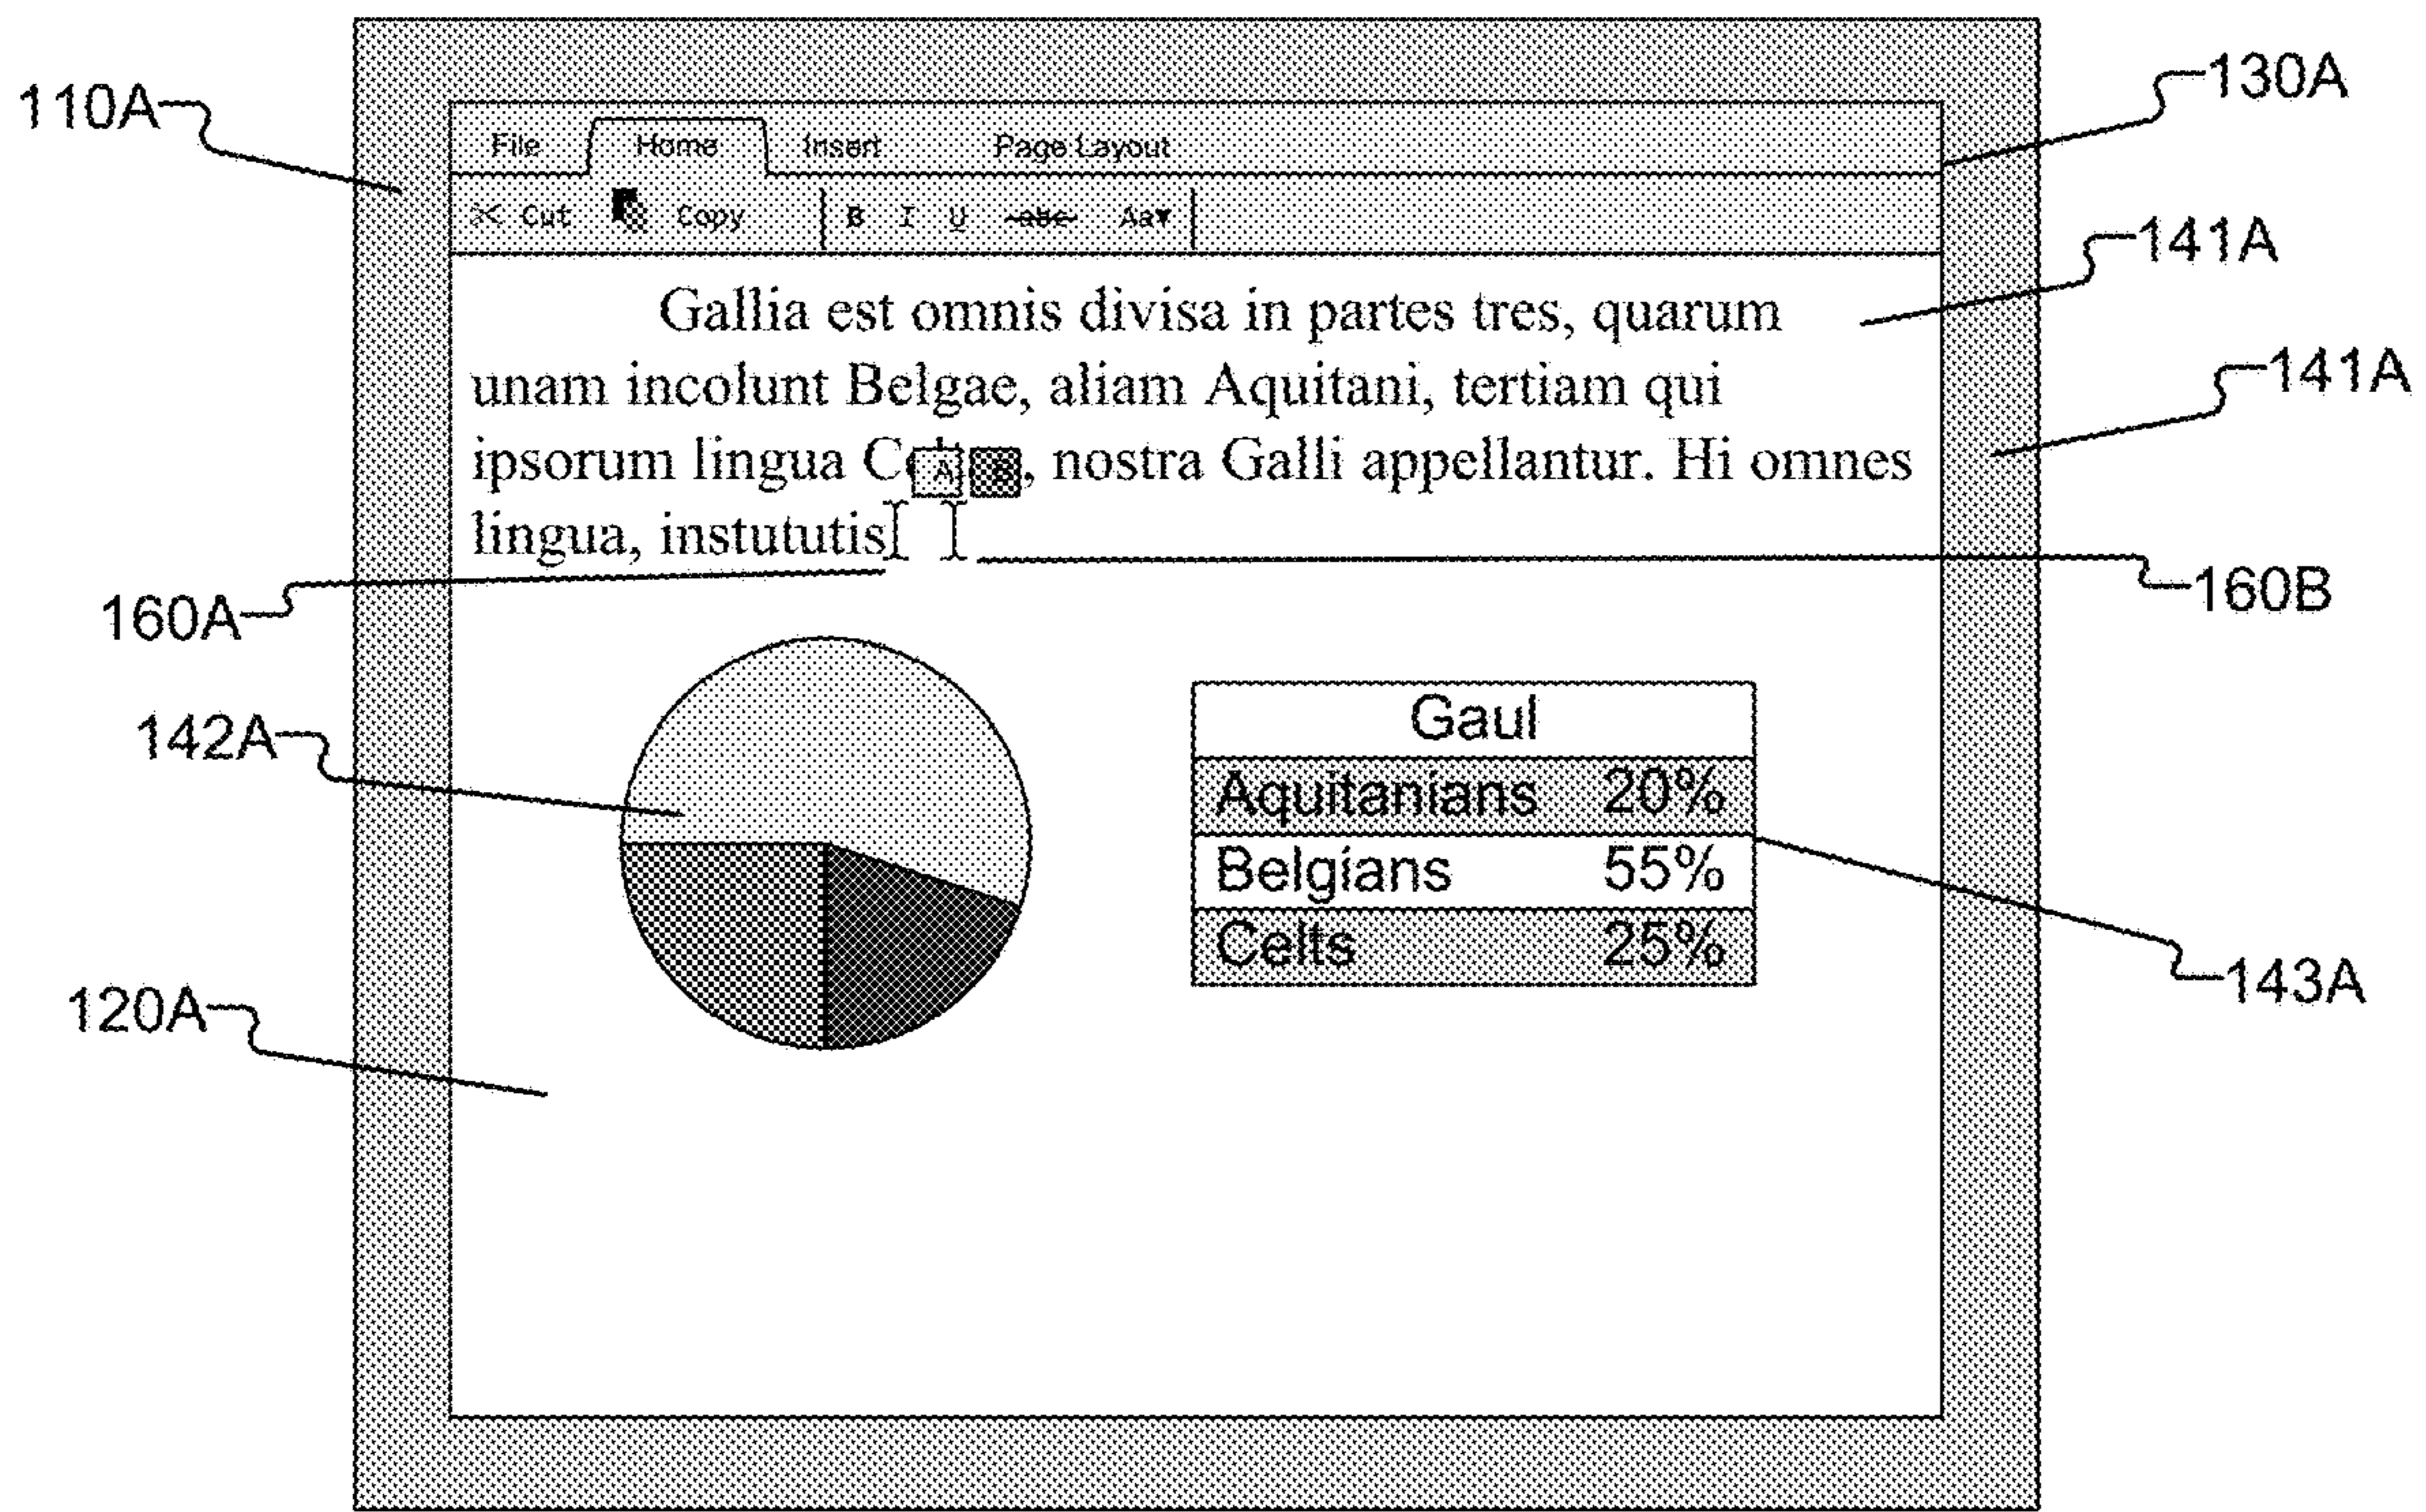 110A
130A
File Home Insert Page Layout
Cut Copy B I U abc Aa▼
141A
Gallia est omnis divisa in partes tres, quarum
141A
unam incolunt Belgae, aliam Aquitani, tertiam qui
ipsorum lingua A B, nostra Galli appellantur. Hi omnes
lingua, instututis
160A
160B
142A
Gaul
Aquitanians 20%
Belgians 55%
Celts 25%
120A
143A